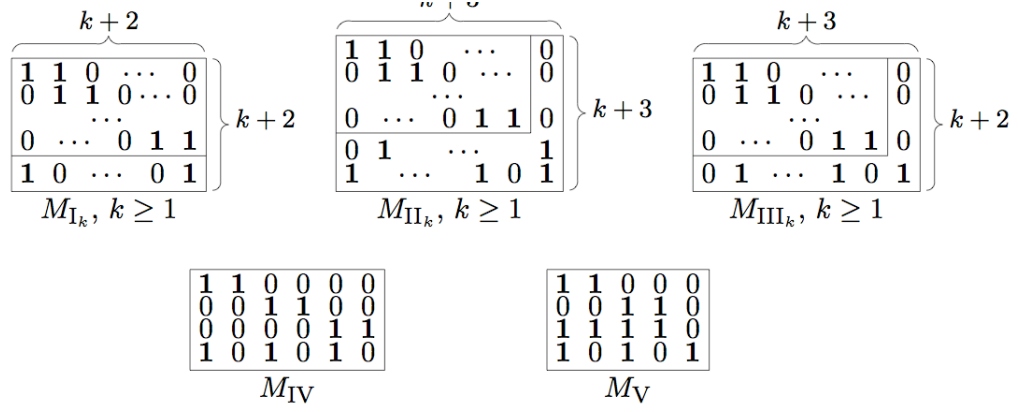 k + 2
1 1 0 ··· 0
0 1 1 0 ··· 0
···
0 ··· 0 1 1
1 0 ··· 0 1
k + 2
M_{I_k}, k ≥ 1
1 1 0 ··· 0
0 1 1 0 ··· 0
···
0 ··· 0 1 1 0
0 1 ··· 1
1 ··· 1 0 1
k + 3
M_{II_k}, k ≥ 1
k + 3
1 1 0 ··· 0
0 1 1 0 ··· 0
···
0 ··· 0 1 1 0
0 1 ··· 1 0 1
k + 2
M_{III_k}, k ≥ 1
1 1 0 0 0 0
0 0 1 1 0 0
0 0 0 0 1 1
1 0 1 0 1 0
M_{IV}
1 1 0 0 0
0 0 1 1 0
1 1 1 1 0
1 0 1 0 1
M_V